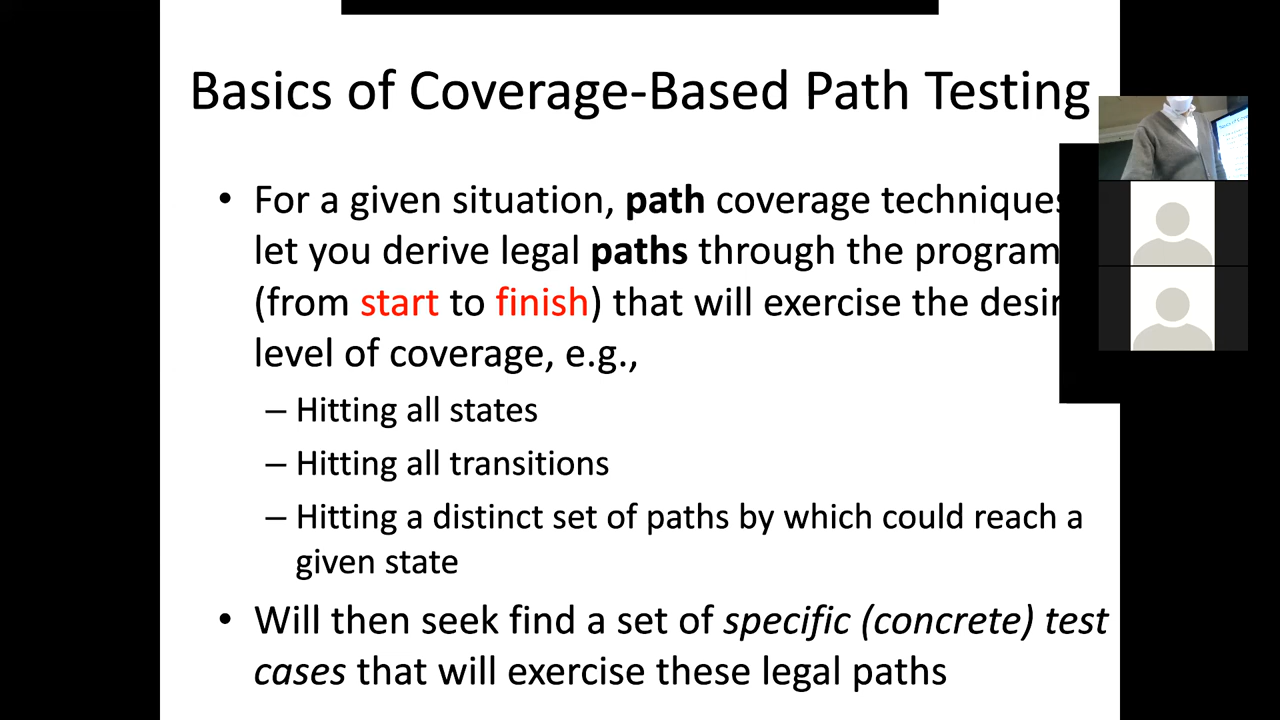 Basics of Coverage-Based Path Testing
• For a given situation, path coverage techniques
let you derive legal paths through the program
(from start to finish) that will exercise the
level of coverage, e.g.,
– Hitting all states
– Hitting all transitions
– Hitting a distinct set of paths by which could reach a
given state
• Will then seek find a set of specific (concrete) test
cases that will exercise these legal paths